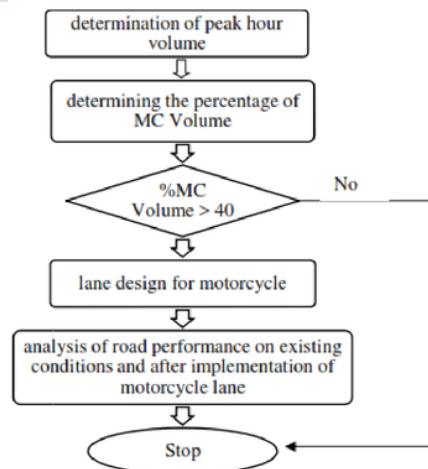 determination of peak hour
volume
determining the percentage of
MC Volume
%MC
Volume > 40
No
lane design for motorcycle
analysis of road performance on existing
conditions and after implementation of
motorcycle lane
Stop